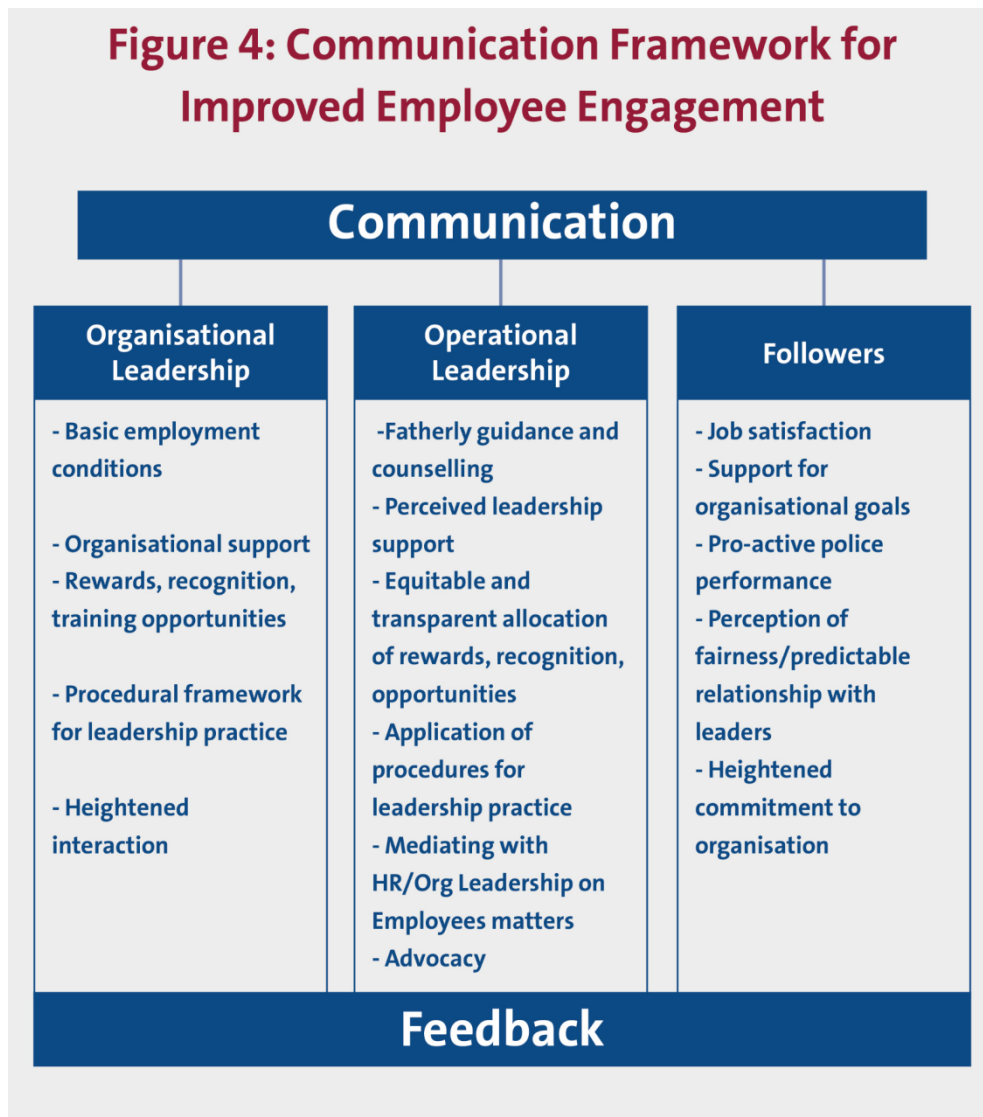 Figure 4: Communication Framework for
Improved Employee Engagement
Communication
Organisational
Leadership
- Basic employment
conditions
- Organisational support
- Rewards, recognition,
training opportunities
- Procedural framework
for leadership practice
- Heightened
interaction
Operational
Leadership
-Fatherly guidance and
counselling
- Perceived leadership
support
- Equitable and
transparent allocation
of rewards, recognition,
opportunities
- Application of
procedures for
leadership practice
- Mediating with
HR/Org Leadership on
Employees matters
- Advocacy
Followers
- Job satisfaction
- Support for
organisational goals
- Pro-active police
performance
- Perception of
fairness/predictable
relationship with
leaders
- Heightened
commitment to
organisation
Feedback